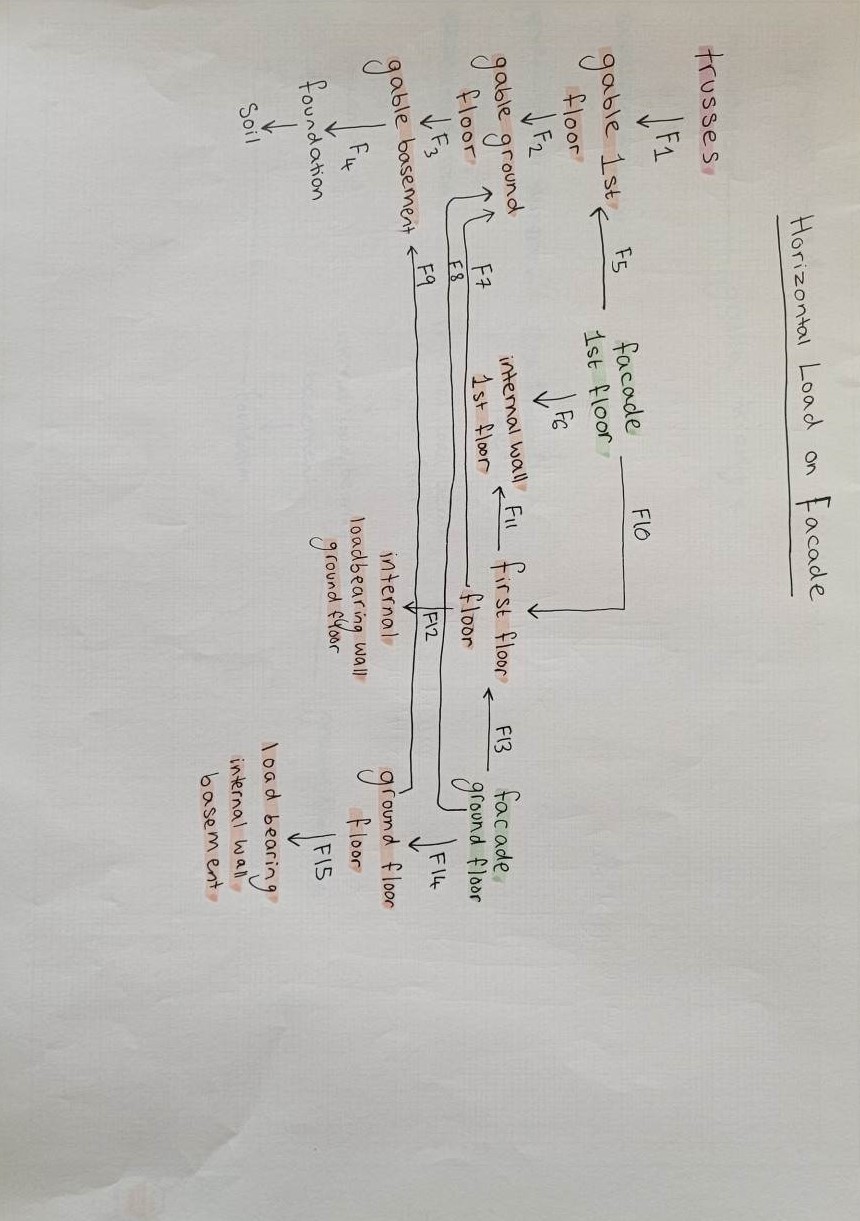 Horizontal Load on Facade
trusses
F1
gable 1st
floor
F5
facade
1st floor
F10
F2
F6
gable ground
floor
internal wall
1st floor
F11
first floor
floor
F13
facade
ground floor
F7
F8
F3
F9
F12
F14
gable basement
internal
loadbearing wall
ground floor
ground floor
floor
F4
foundation
F15
Soil
load bearing
internal wall
basement